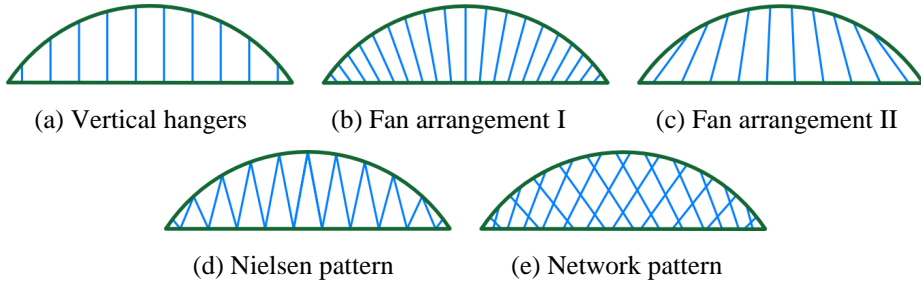 (a) Vertical hangers
(b) Fan arrangement I
(c) Fan arrangement II
(d) Nielsen pattern
(e) Network pattern